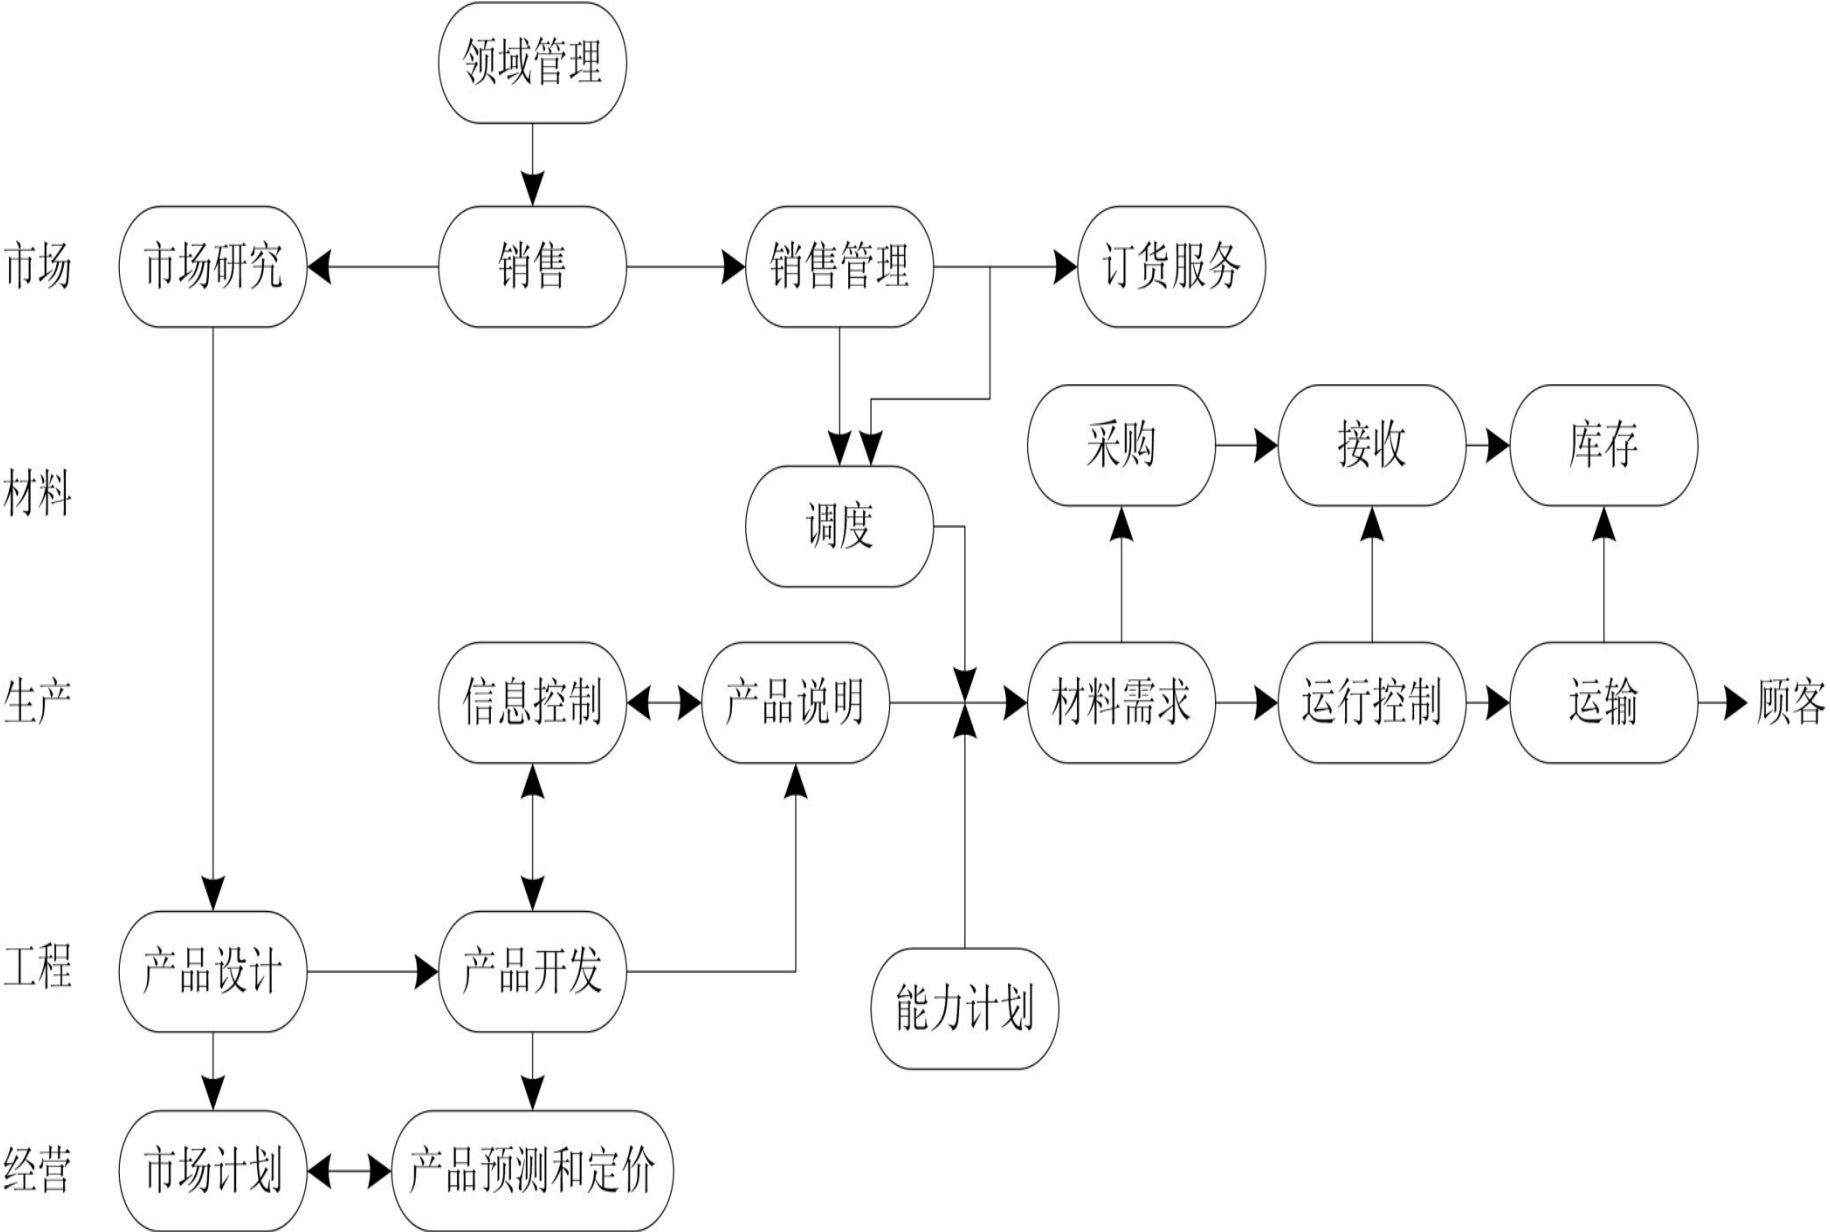 领域管理
市场
市场研究
销售
销售管理
订货服务
采购
接收
库存
材料
调度
生产
信息控制
产品说明
材料需求
运行控制
运输
顾客
工程
产品设计
产品开发
能力计划
经营
市场计划
产品预测和定价